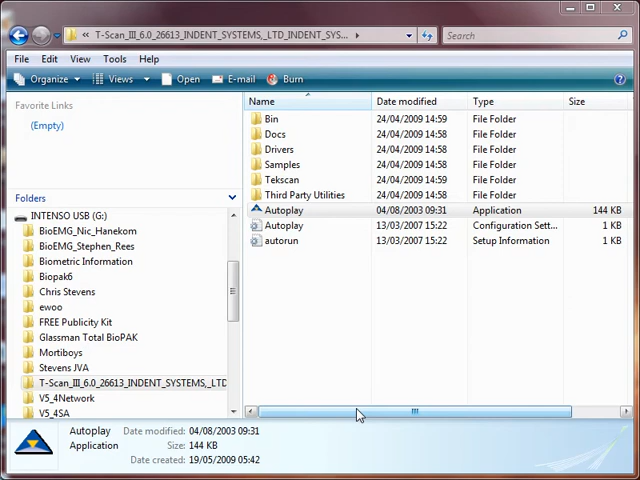 T-Scan_III_6.0_26613_INDENT_SYSTEMS,_LTD_INDENT_SYS...
Search
File Edit View Tools Help
Organize Views Open E-mail Burn
Favorite Links
(Empty)
Folders
INTENSO USB (G:)
BioEMG_Nic_Hanekom
BioEMG_Stephen_Rees
Biometric Information
Biopak6
Chris Stevens
ewoo
FREE Publicity Kit
Glassman Total BioPAK
Mortiboys
Stevens JVA
T-Scan_III_6.0_26613_INDENT_SYSTEMS,_LTD
V5_4Network
V5_4SA
Name Date modified Type Size
Bin 24/04/2009 14:59 File Folder
Docs 24/04/2009 14:58 File Folder
Drivers 24/04/2009 14:58 File Folder
Samples 24/04/2009 14:58 File Folder
Tekscan 24/04/2009 14:59 File Folder
Third Party Utilities 24/04/2009 14:58 File Folder
Autoplay 04/08/2003 09:31 Application 144 KB
Autoplay 13/03/2007 15:22 Configuration Sett... 1 KB
autorun 13/03/2007 15:22 Setup Information 1 KB
Autoplay Date modified: 04/08/2003 09:31
Application Size: 144 KB
Date created: 19/05/2009 05:42